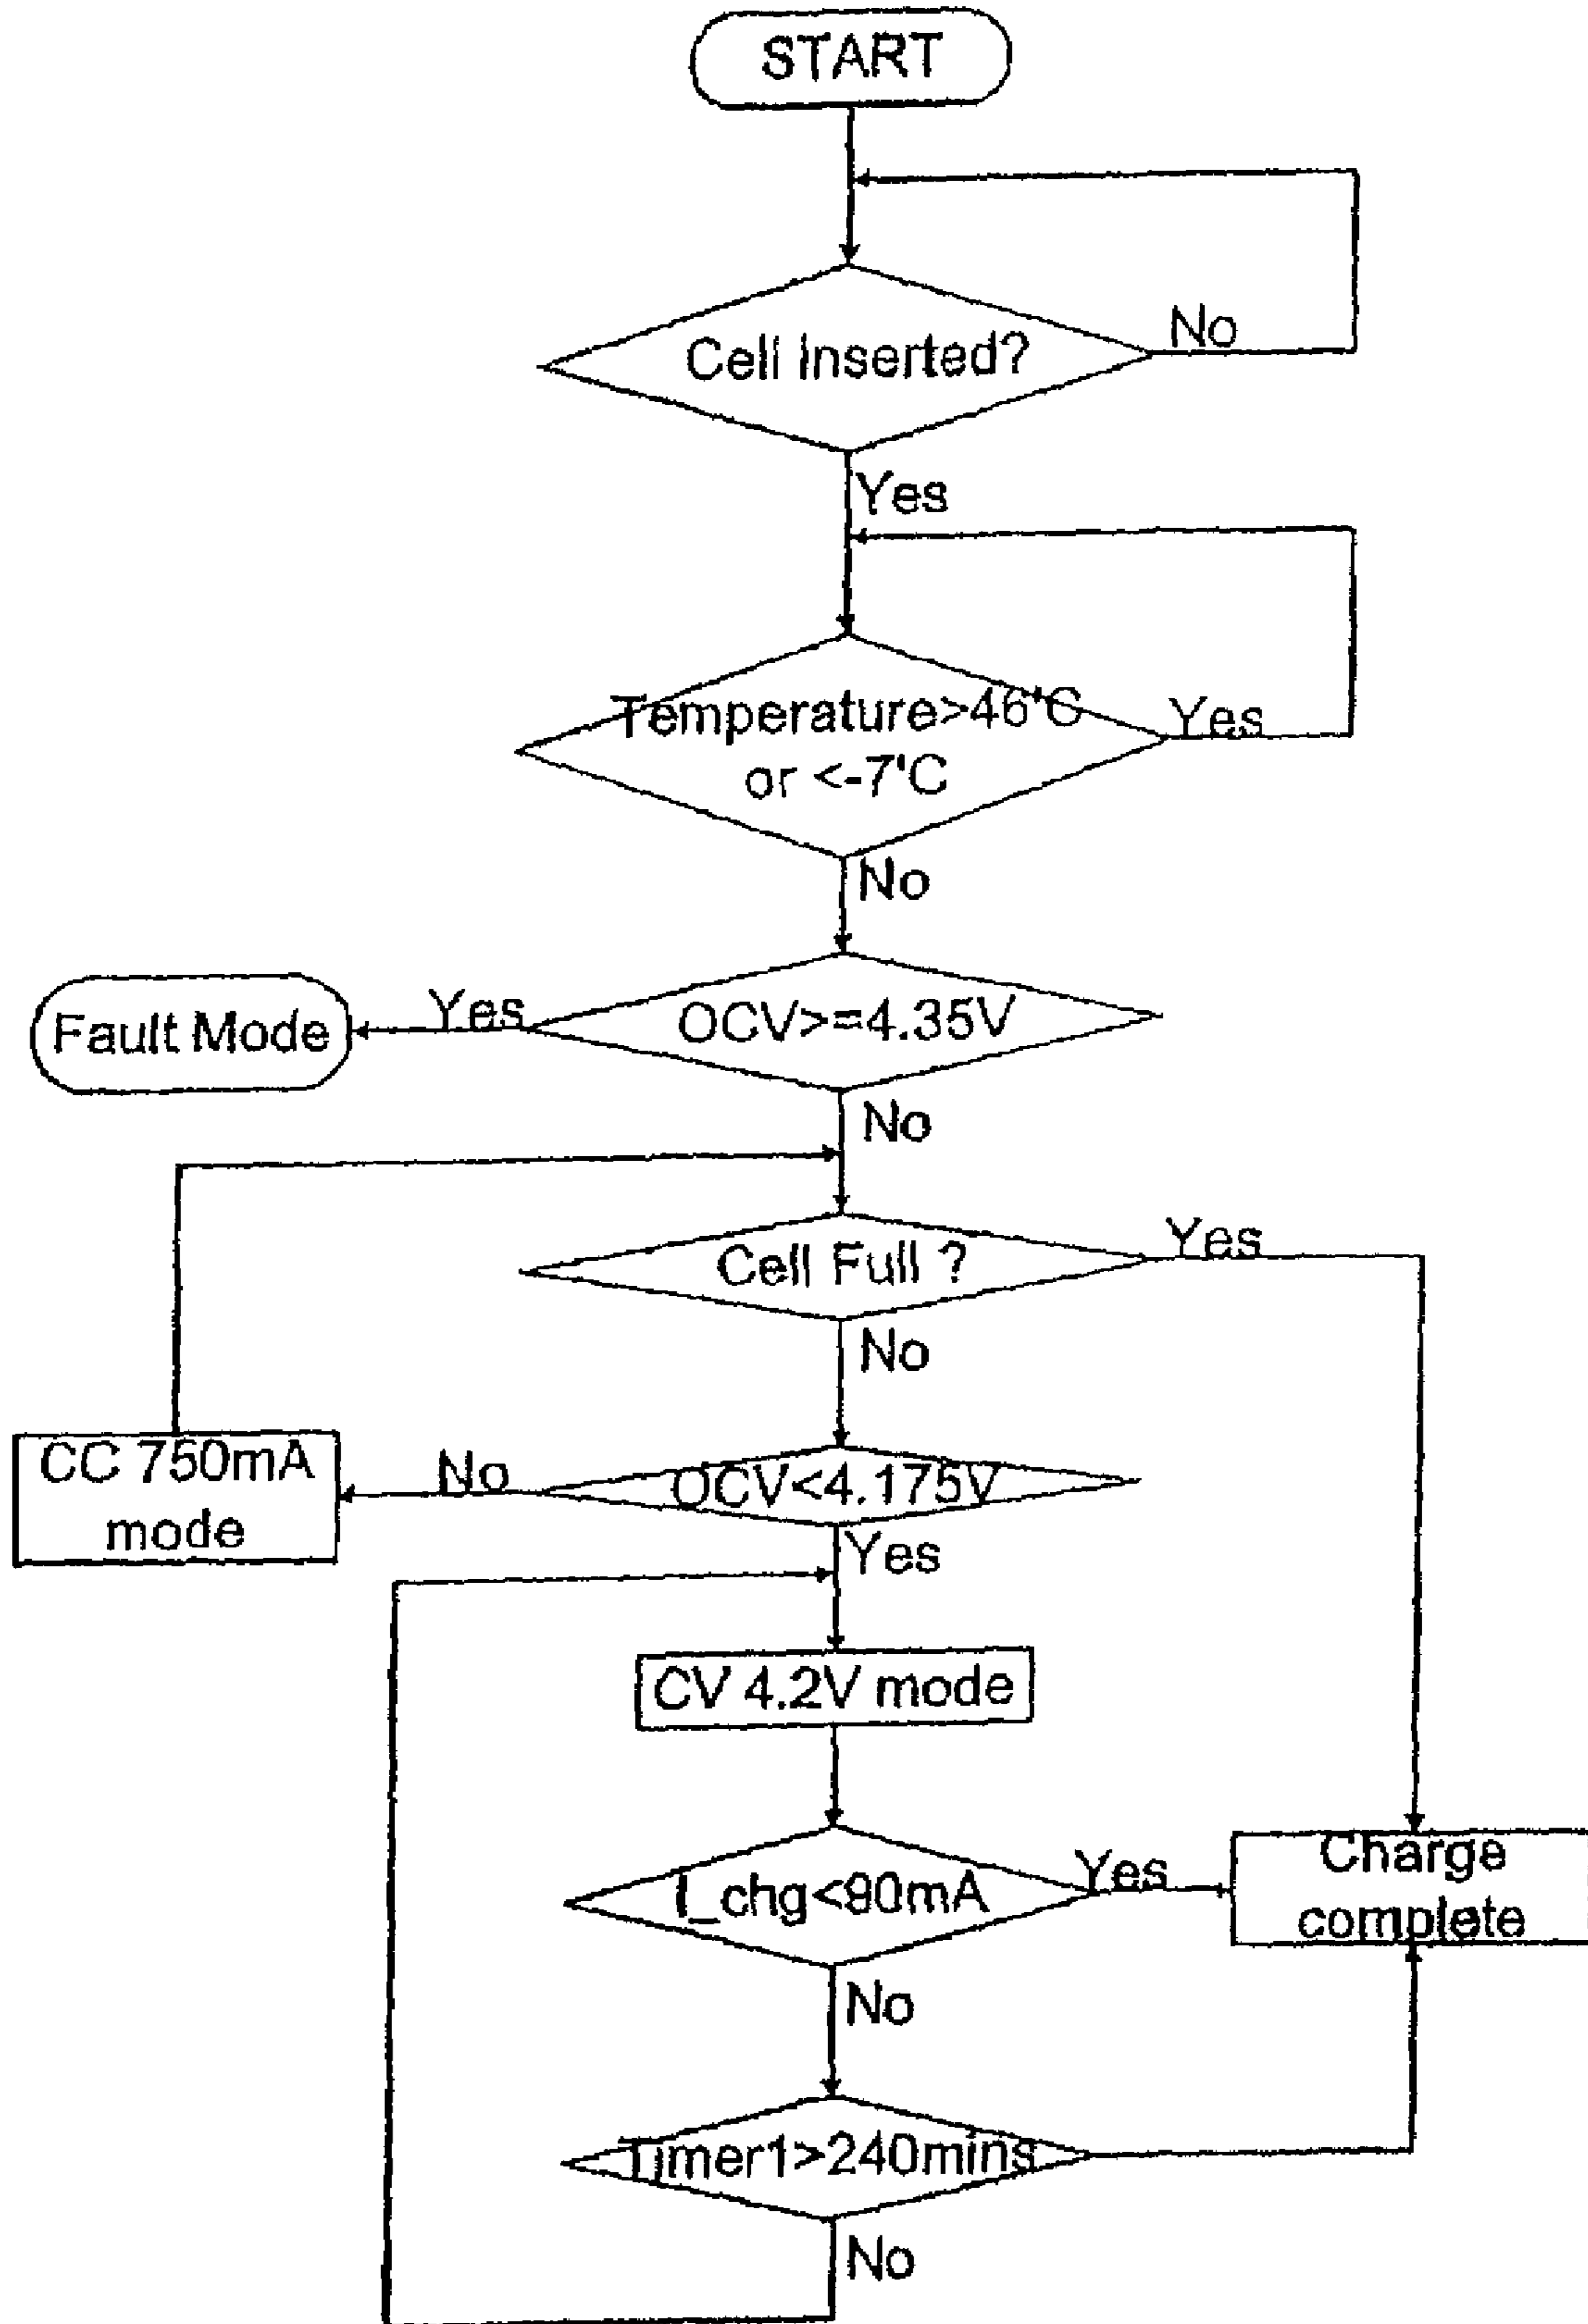 START
Cell Inserted?
No
Yes
Temperature>46'C
or <-7'C
Yes
No
OCV>=4.35V
Yes
Fault Mode
No
Cell Full ?
Yes
No
OCV<4.175V
No
CC 750mA
mode
Yes
CV 4.2V mode
I_chg<90mA
Yes
Charge
complete
No
Timer1>240mins
No